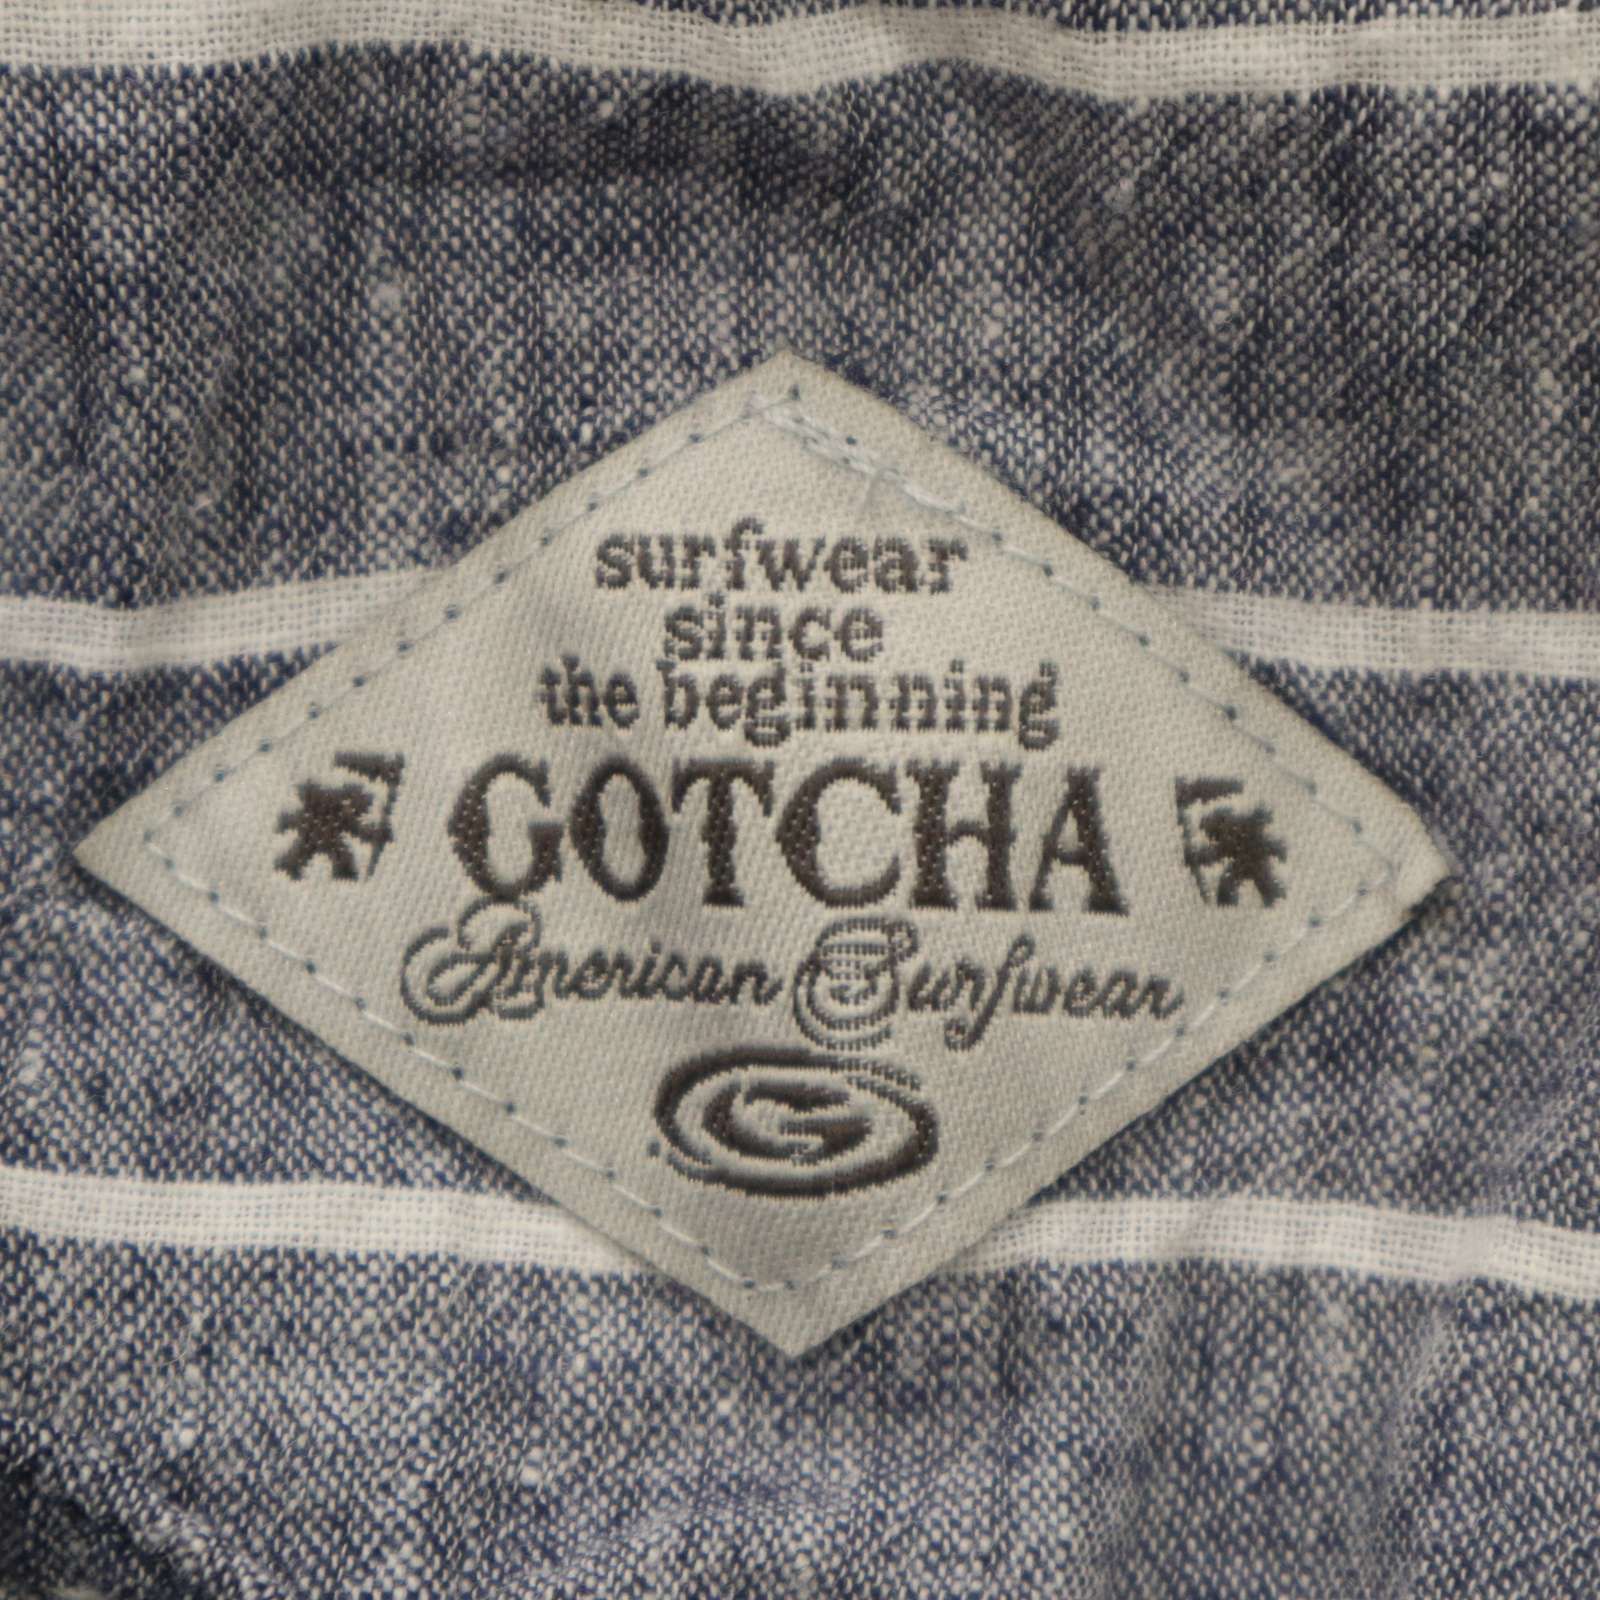 surfwear
since
the beginning
GOTCHA
American Surfwear
G